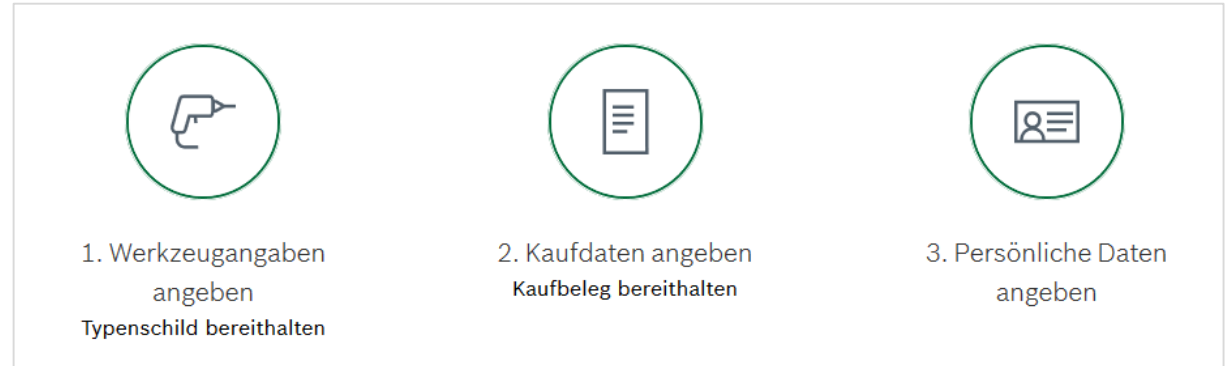 1. Werkzeugangaben
angeben
Typenschild bereithalten
2. Kaufdaten angeben
Kaufbeleg bereithalten
3. Persönliche Daten
angeben